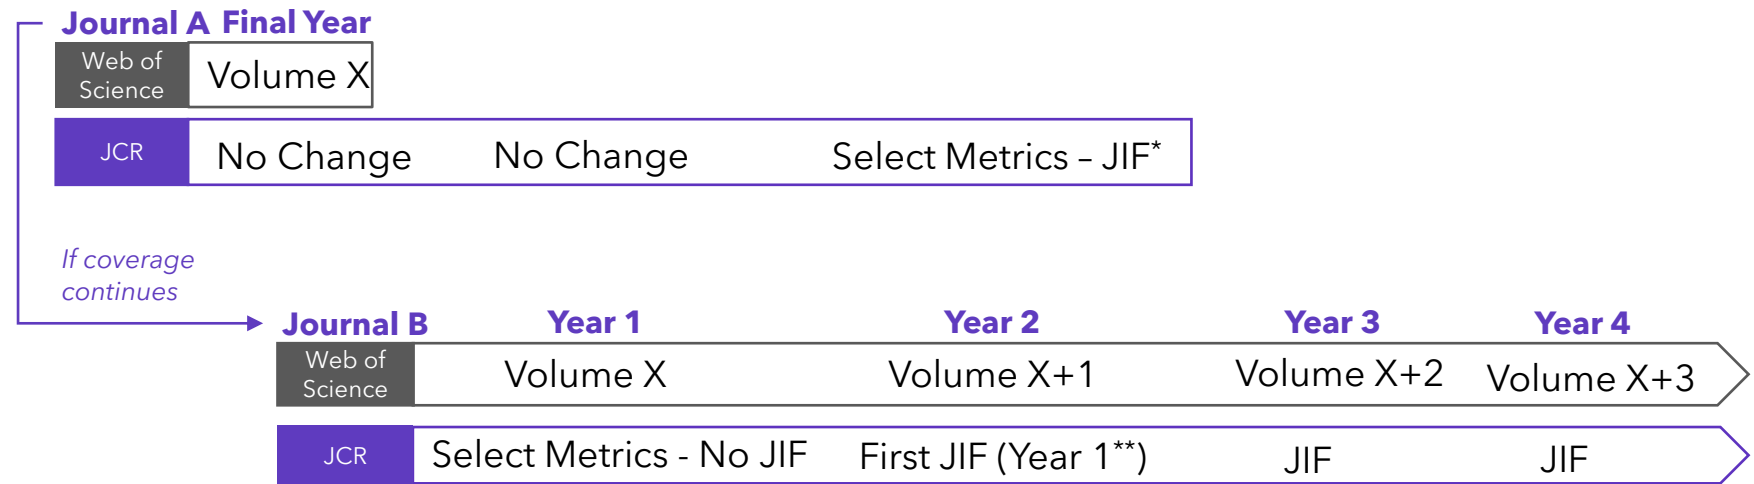 Journal A Final Year
Web of
Science
Volume X
JCR
No Change
No Change
Select Metrics – JIF*
If coverage
continues
Journal B
Year 1
Year 2
Year 3
Year 4
Web of
Science
Volume X
Volume X+1
Volume X+2
Volume X+3
JCR
Select Metrics - No JIF
First JIF (Year 1**)
JIF
JIF